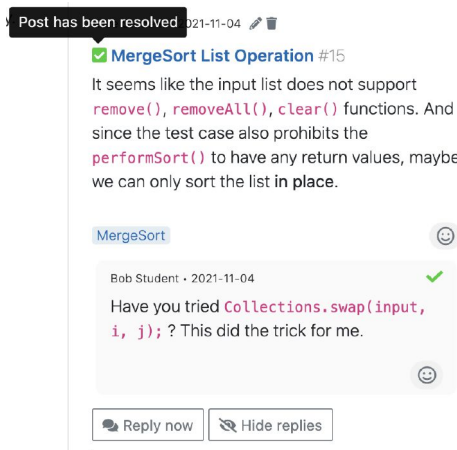 Post has been resolved
021-11-04
MergeSort List Operation #15
It seems like the input list does not support
remove(), removeAll(), clear() functions. And
since the test case also prohibits the
performSort() to have any return values, maybe
we can only sort the list in place.
MergeSort
Bob Student • 2021-11-04
Have you tried Collections.swap(input,
i, j); ? This did the trick for me.
Reply now
Hide replies